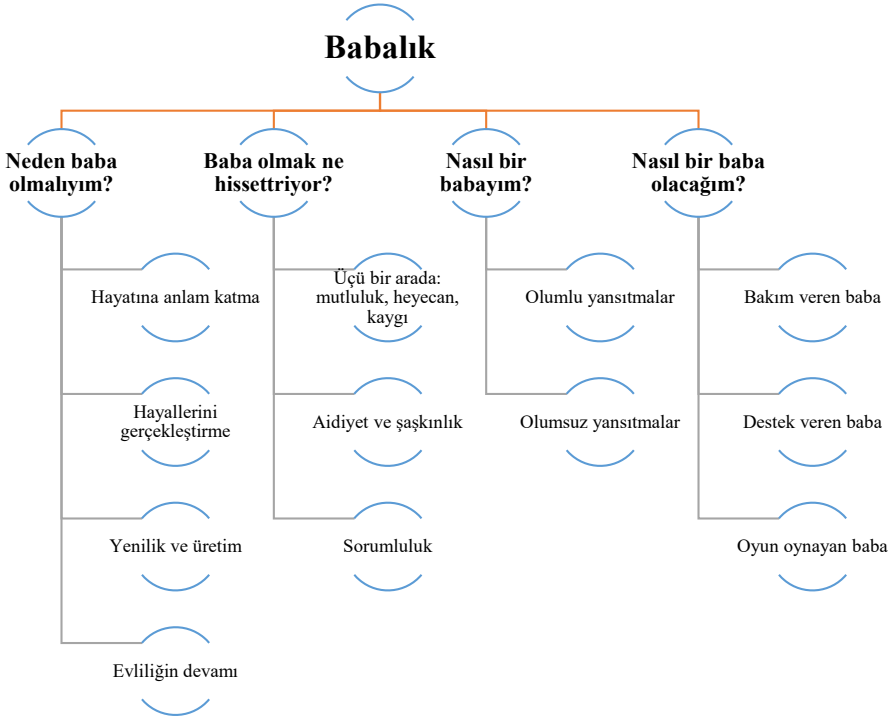 Babalık
Neden baba
olmalıyım?
Baba olmak ne
hissettriyor?
Nasıl bir
babayım?
Nasıl bir baba
olacağım?
Hayatına anlam katma
Hayallerini
gerçekleştirme
Yenilik ve üretim
Evliliğin devamı
Üçü bir arada:
mutluluk, heyecan,
kaygı
Aidiyet ve şaşkınlık
Sorumluluk
Olumlu yansıtmalar
Olumsuz yansıtmalar
Bakım veren baba
Destek veren baba
Oyun oynayan baba